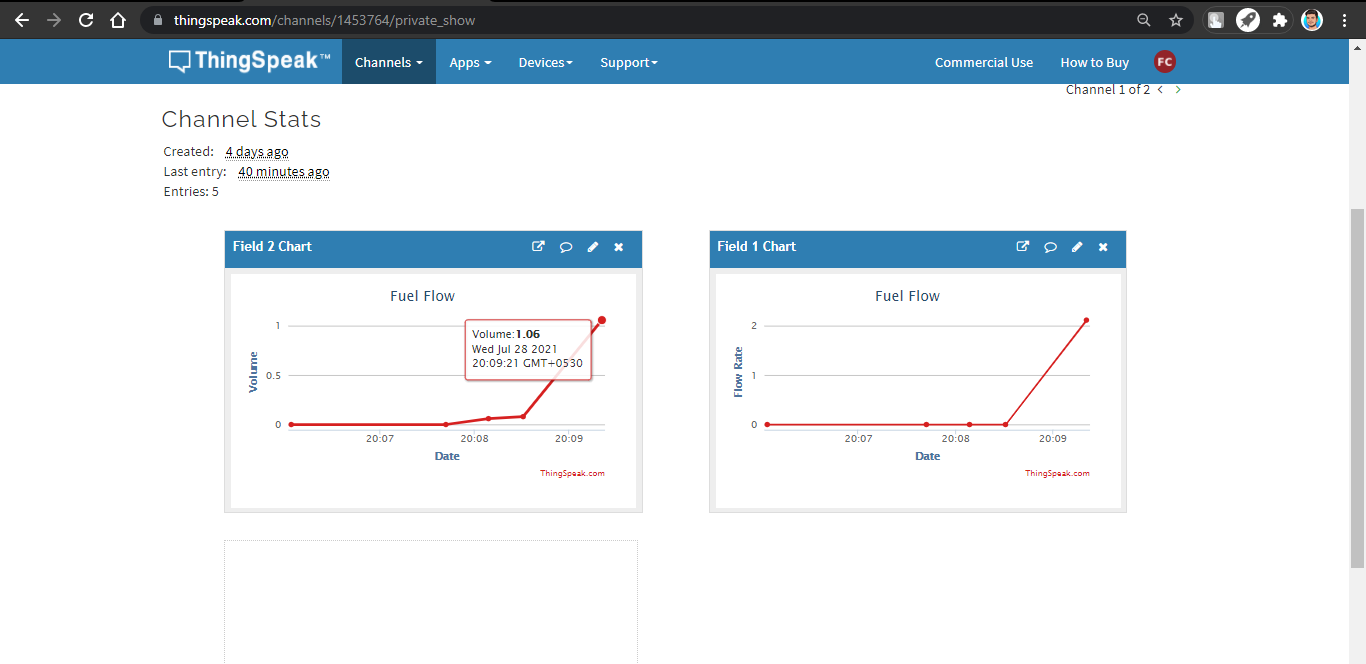 thingspeak.com/channels/1453764/private_show
ThingSpeak™ Channels Apps Devices Support Commercial Use How to Buy FC
Channel 1 of 2
Channel Stats
Created: 4 days ago
Last entry: 40 minutes ago
Entries: 5
Field 2 Chart
Fuel Flow
Volume
1
0.5
0
Volume:1.06
Wed Jul 28 2021
20:09:21 GMT+0530
20:07 20:08 20:09
Date
ThingSpeak.com
Field 1 Chart
Fuel Flow
Flow Rate
2
1
0
20:07 20:08 20:09
Date
ThingSpeak.com